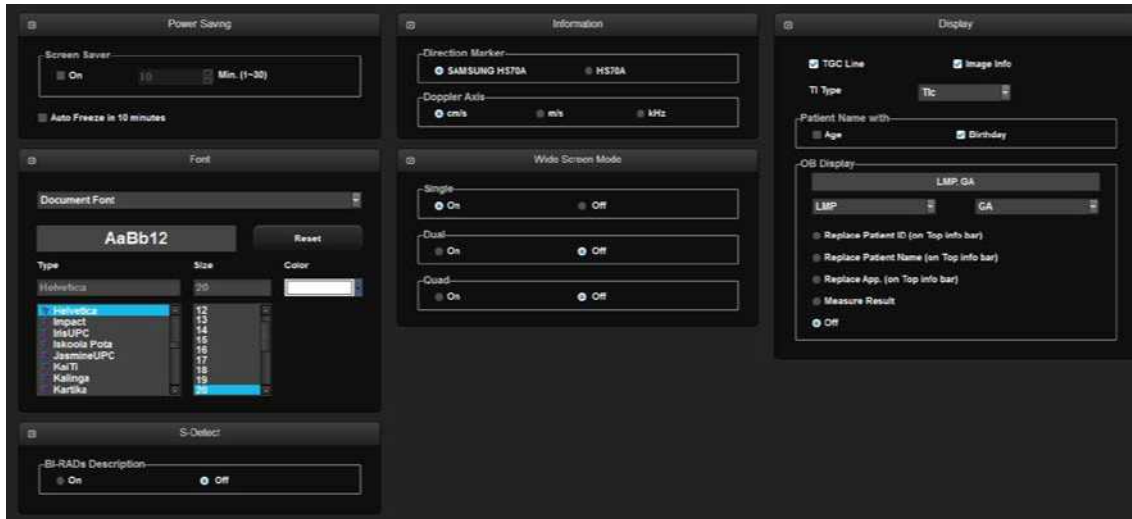 Power Saving
Screen Saver
On
10
Min. (1~30)
Auto Freeze in 10 minutes
Font
Document Font
AaBb12
Reset
Type
Size
Color
Helvetica
20
Helvetica
Impact
IrisUPC
Iskoola Pota
JasmineUPC
KaiTi
Kalinga
Kartika
12
13
14
15
16
17
18
19
20
S-Detect
BI-RADs Description
On
Off
Information
Direction Marker
SAMSUNG HS70A
HS70A
Doppler Axis
cm/s
m/s
kHz
Wide Screen Mode
Single
On
Off
Dual
On
Off
Quad
On
Off
Display
TGC Line
Image Info
TI Type
TIc
Patient Name with
Age
Birthday
OB Display
LMP, GA
LMP
GA
Replace Patient ID (on Top info bar)
Replace Patient Name (on Top info bar)
Replace App. (on Top info bar)
Measure Result
Off